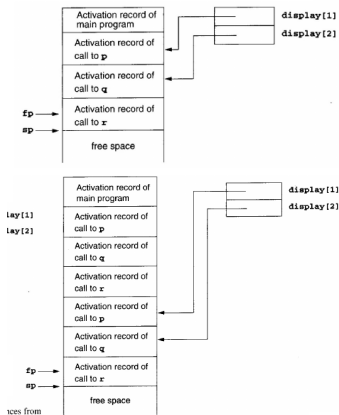 Activation record of
main program
display[1]
Activation record of
call to p
display[2]
Activation record of
call to q
fp
Activation record of
call to r
sp
free space
Activation record of
main program
display[1]
lay[1]
Activation record of
call to p
display[2]
lay[2]
Activation record of
call to q
Activation record of
call to r
Activation record of
call to p
Activation record of
call to q
fp
Activation record of
call to r
sp
free space
ices from